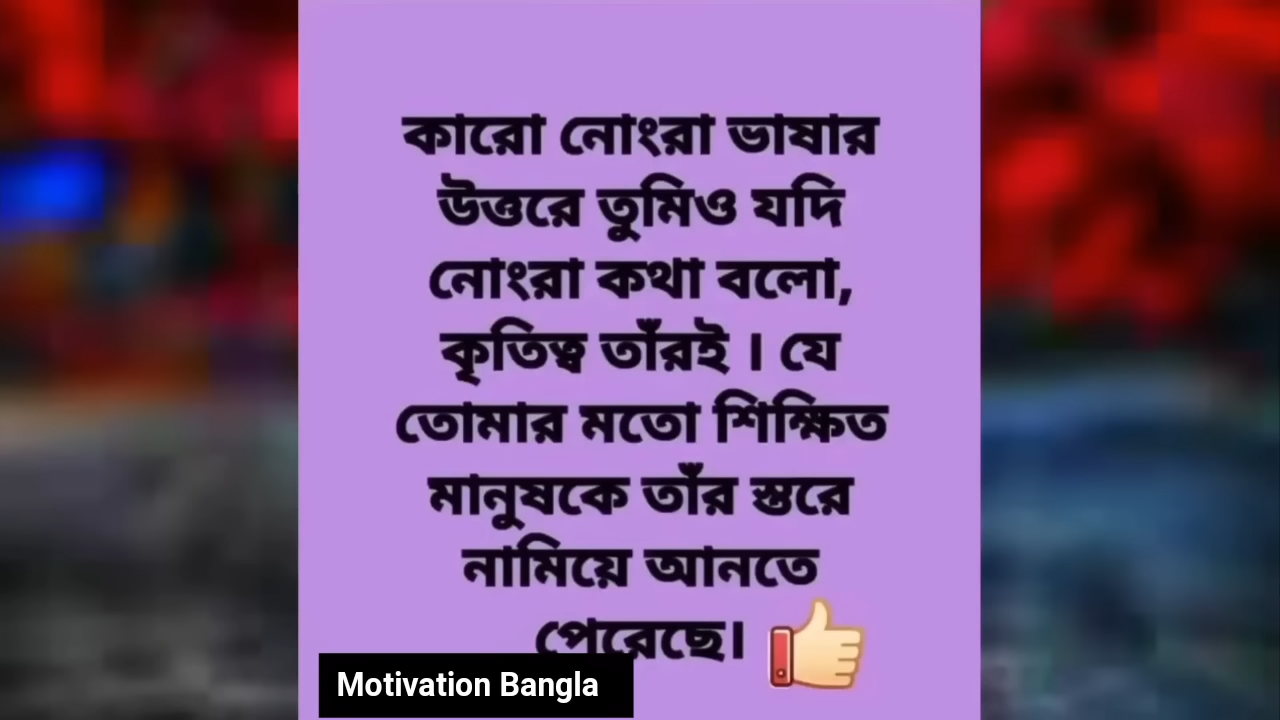 কারো নোংরা ভাষার
উত্তরে তুমিও যদি
নোংরা কথা বলো,
কৃতিত্ব তাঁরই । যে
তোমার মতো শিক্ষিত
মানুষকে তাঁর স্তরে
নামিয়ে আনতে
পেরেছে।
Motivation Bangla